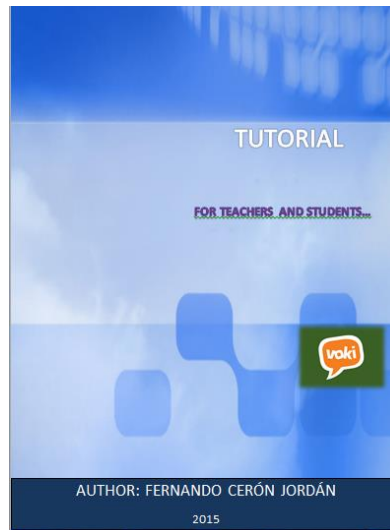 TUTORIAL
FOR TEACHERS AND STUDENTS...
voki
AUTHOR: FERNANDO CERÓN JORDÁN
2015